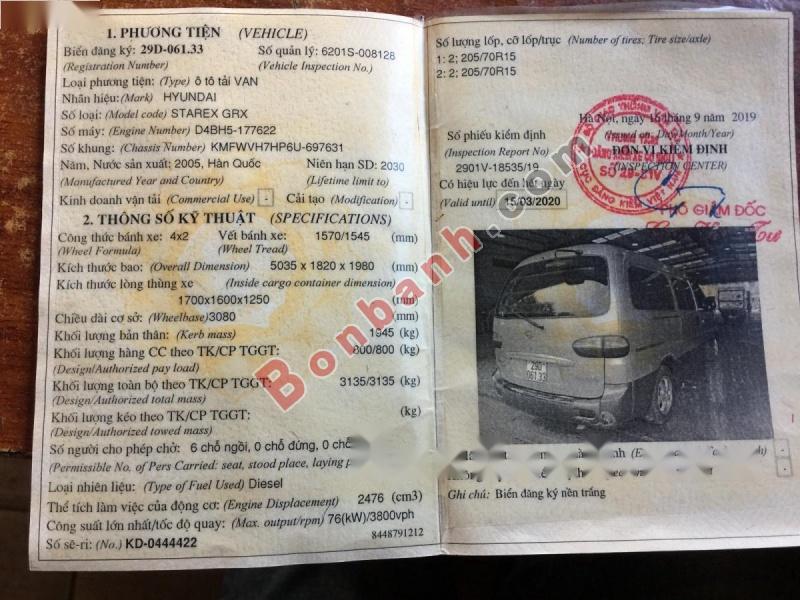 1. PHƯƠNG TIỆN (VEHICLE)
Biển đăng ký: 29D-061.33 Số quản lý: 6201S-008128
(Registration Number) (Vehicle Inspection No.)
Loại phương tiện: (Type) ô tô tải VAN
Nhãn hiệu: (Mark) HYUNDAI
Số loại: (Model code) STAREX GRX
Số máy: (Engine Number) D4BH5-177622
Số khung: (Chassis Number) KMFWVH7HP6U-697631
Năm, Nước sản xuất: 2005, Hàn Quốc Niên hạn SD: 2030
(Manufactured Year and Country) (Lifetime limit to)
Kinh doanh vận tải (Commercial Use) - Cải tạo (Modification) -
2. THÔNG SỐ KỸ THUẬT (SPECIFICATIONS)
Công thức bánh xe: 4x2 Vết bánh xe: 1570/1545 (mm)
(Wheel Formula) (Wheel Tread)
Kích thước bao: (Overall Dimension) 5035 x 1820 x 1980 (mm)
Kích thước lòng thùng xe (Inside cargo container dimension)
1700x1600x1250 (mm)
Chiều dài cơ sở: (Wheelbase) 3080 (mm)
Khối lượng bản thân: (Kerb mass) 1945 (kg)
Khối lượng hàng CC theo TK/CP TGGT: 800/800 (kg)
(Design/Authorized pay load)
Khối lượng toàn bộ theo TK/CP TGGT: 3135/3135 (kg)
(Design/Authorized total mass)
Khối lượng kéo theo TK/CP TGGT: (kg)
(Design/Authorized towed mass)
Số người cho phép chở: 6 chỗ ngồi, 0 chỗ đứng, 0 chỗ
(Permissible No. of Pers Carried: seat, stood place, laying
Loại nhiên liệu: (Type of Fuel Used) Diesel
Thể tích làm việc của động cơ: (Engine Displacement) 2476 (cm3)
Công suất lớn nhất/tốc độ quay: (Max. output/rpm) 76(kW)/3800vph
8448791212
Số sê-ri: (No.) KD-0444422
Số lượng lốp, cỡ lốp/trục (Number of tires; Tire size/axle)
1: 2; 205/70R15
2: 2; 205/70R15
Hà Nội, ngày 16 tháng 9 năm 2019
(Issued on: Day/Month/Year)
Số phiếu kiểm định ĐƠN VỊ KIỂM ĐỊNH
(Inspection Report No) (INSPECTION CENTER)
2901V-18535/19
Có hiệu lực đến hết ngày
(Valid until) 15/03/2020
PHÓ GIÁM ĐỐC
29D
061.33
Ghi chú: Biển đăng ký nền trắng
Bonbanh.com